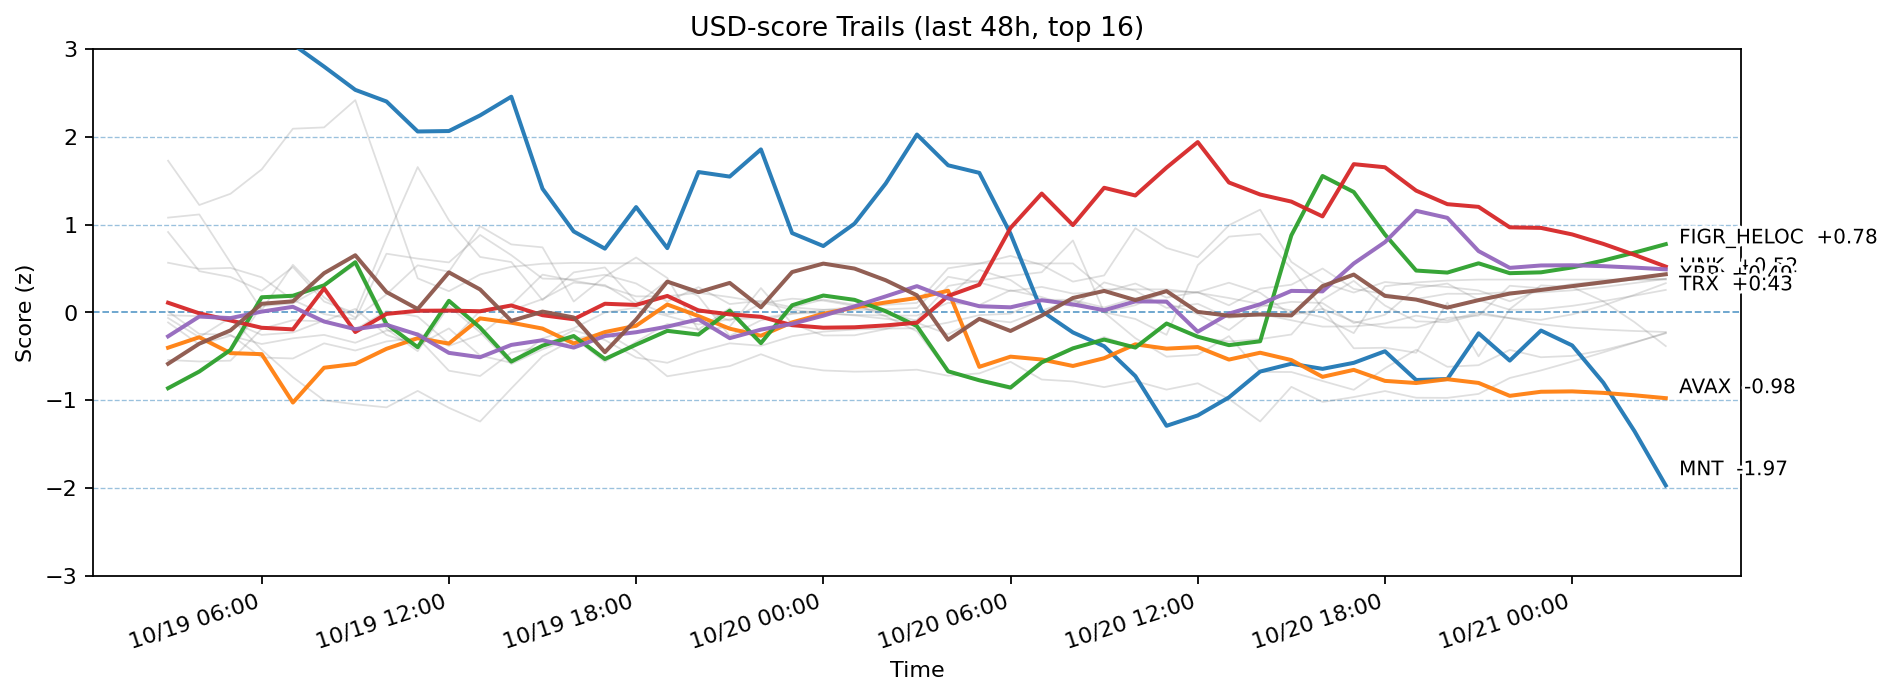 USD-score Trails (last 48h, top 16)
3
2
1
0
−1
−2
−3
Score (z)
FIGR_HELOC +0.78
TRX +0.43
AVAX -0.98
MNT -1.97
10/19 06:00
10/19 12:00
10/19 18:00
10/20 00:00
10/20 06:00
10/20 12:00
10/20 18:00
10/21 00:00
Time